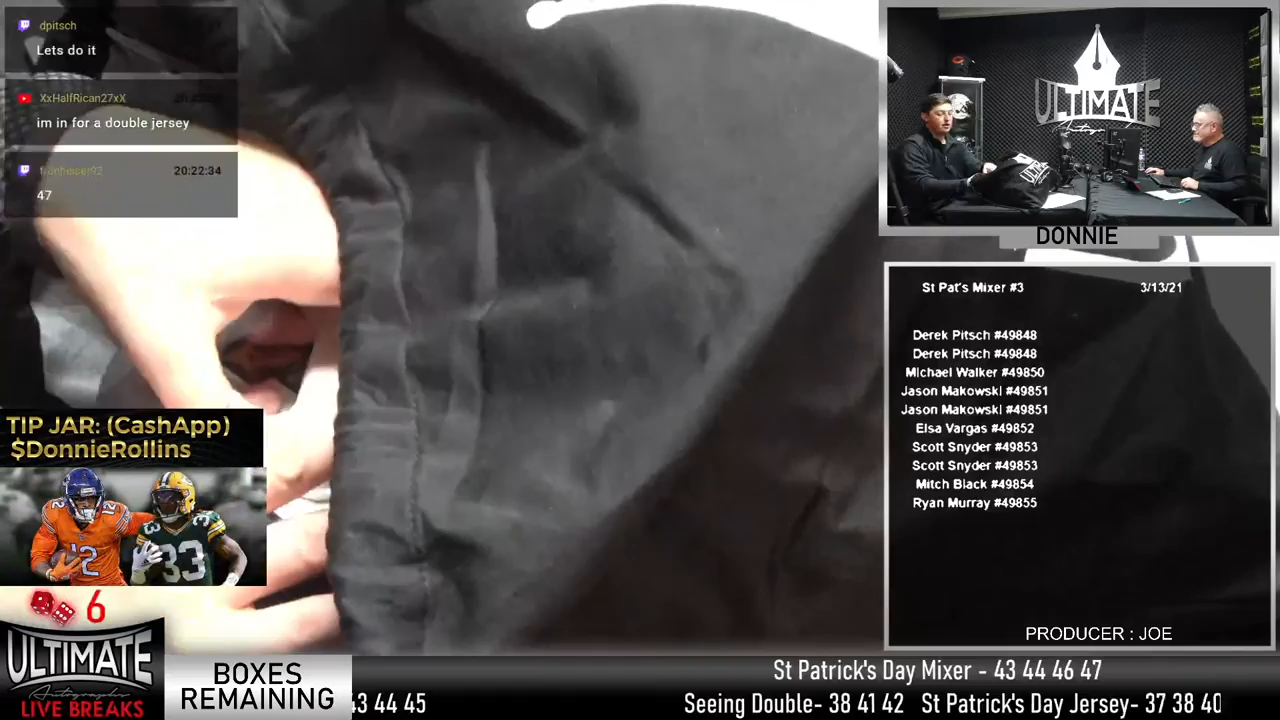 dpitsch
Lets do it
XxHalfRican27xX
im in for a double jersey
20:22:34
47
TIP JAR: (CashApp)
$DonnieRollins
12
33
6
ULTIMATE
Autographs
LIVE BREAKS
BOXES
REMAINING
ULTIMATE
DONNIE
St Pat's Mixer #3 3/13/21
Derek Pitsch #49848
Derek Pitsch #49848
Michael Walker #49850
Jason Makowski #49851
Jason Makowski #49851
Elsa Vargas #49852
Scott Snyder #49853
Scott Snyder #49853
Mitch Black #49854
Ryan Murray #49855
PRODUCER : JOE
St Patrick's Day Mixer - 43 44 46 47
43 44 45 Seeing Double- 38 41 42 St Patrick's Day Jersey- 37 38 40